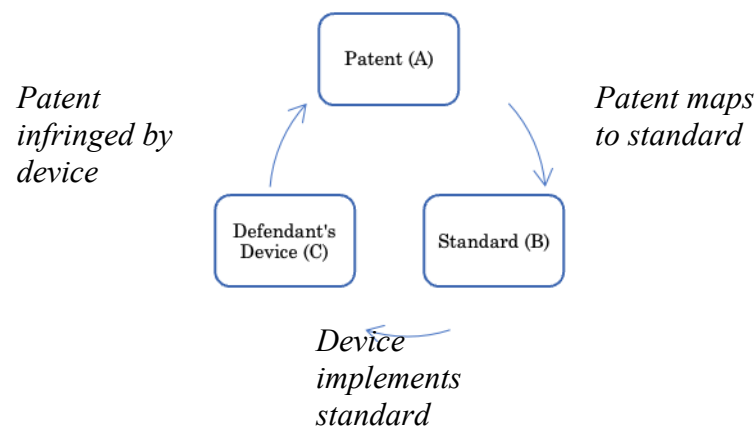 Patent (A)
Patent
infringed by
device
Patent maps
to standard
Defendant's
Device (C)
Standard (B)
Device
implements
standard